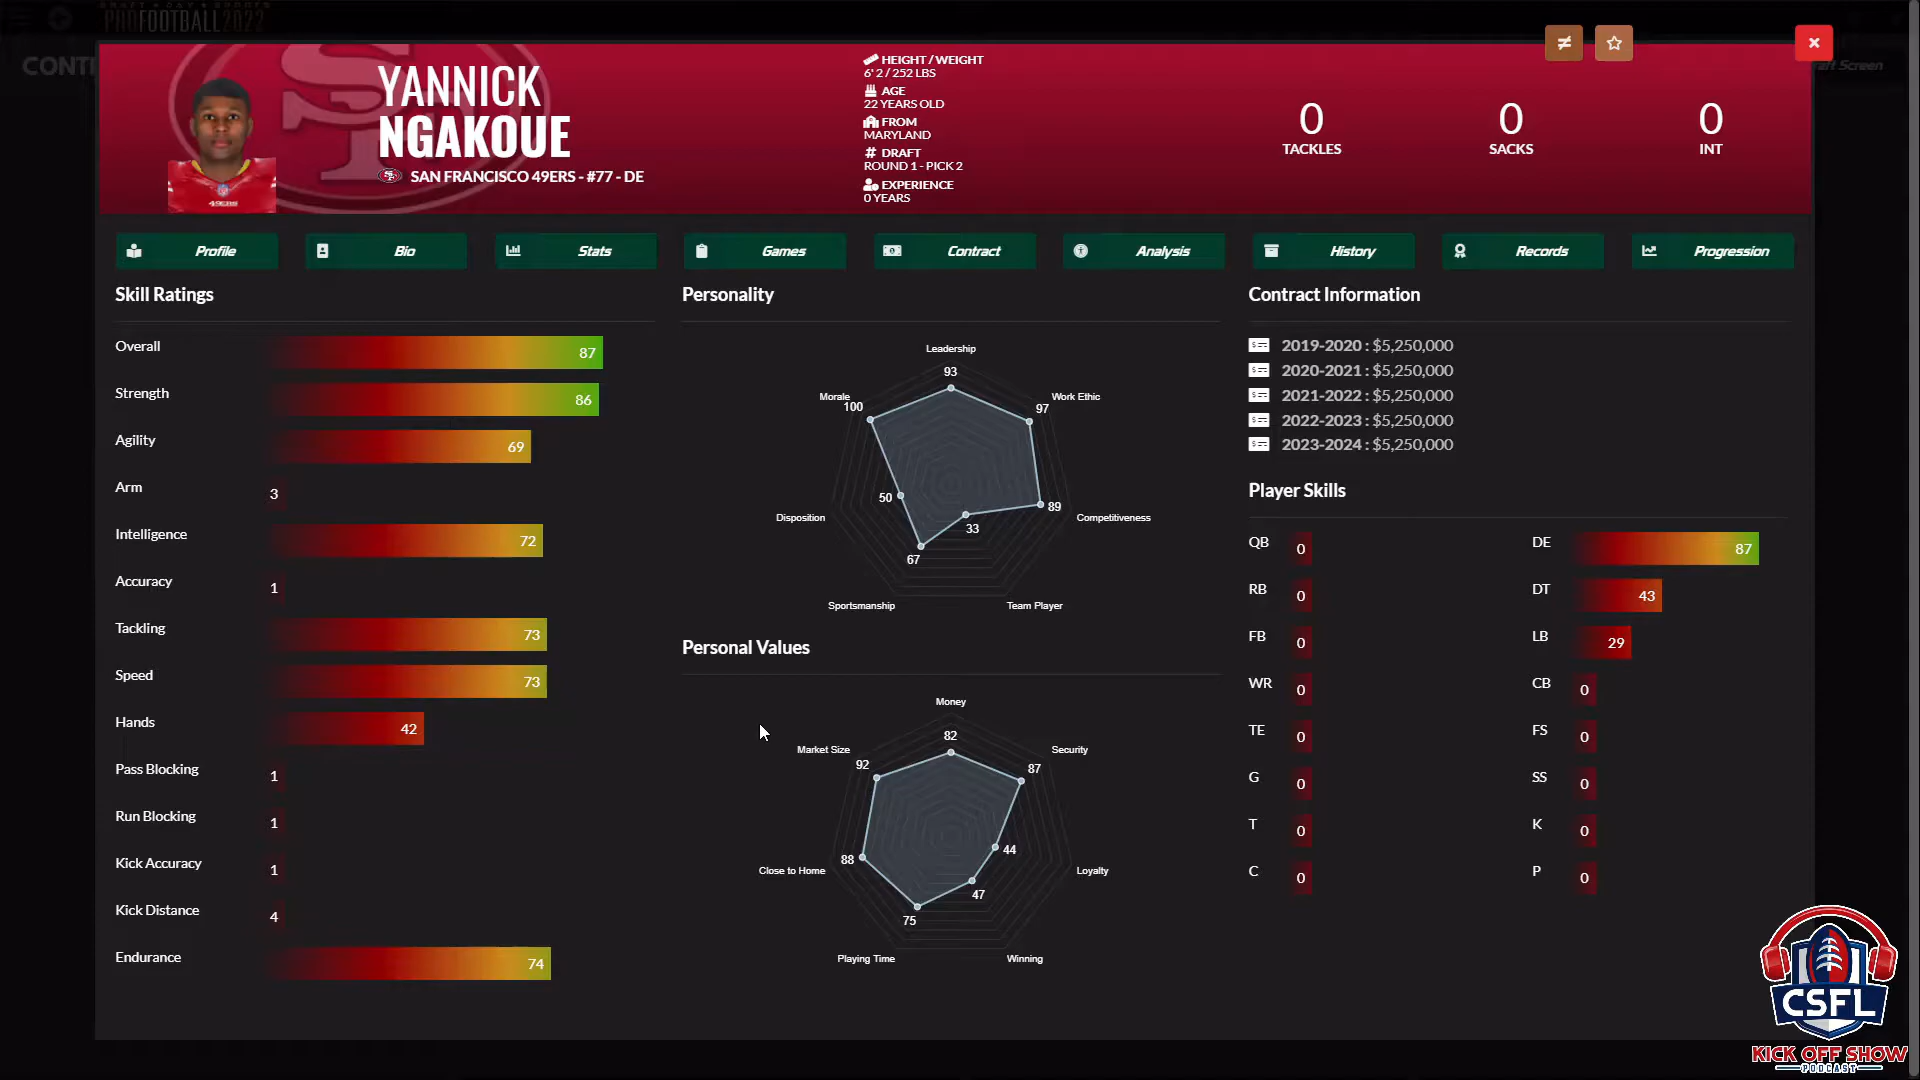 DRAFT DAY SPORTS
PROFOOTBALL2022
YANNICK
NGAKOUE
SAN FRANCISCO 49ERS - #77 - DE
49ERS
HEIGHT / WEIGHT
6' 2 / 252 LBS
AGE
22 YEARS OLD
FROM
MARYLAND
DRAFT
ROUND 1 - PICK 2
EXPERIENCE
0 YEARS
0
TACKLES
0
SACKS
0
INT
Profile
Bio
Stats
Games
Contract
Analysis
History
Records
Progression
Skill Ratings
Overall 87
Strength 86
Agility 69
Arm 3
Intelligence 72
Accuracy 1
Tackling 73
Speed 73
Hands 42
Pass Blocking 1
Run Blocking 1
Kick Accuracy 1
Kick Distance 4
Endurance 74
Personality
Leadership
93
Work Ethic
97
Competitiveness
89
Team Player
33
Sportsmanship
67
Disposition
50
Morale
100
Personal Values
Money
82
Security
87
Loyalty
44
Winning
47
Playing Time
75
Close to Home
88
Market Size
92
Contract Information
2019-2020 : $5,250,000
2020-2021 : $5,250,000
2021-2022 : $5,250,000
2022-2023 : $5,250,000
2023-2024 : $5,250,000
Player Skills
QB 0
RB 0
FB 0
WR 0
TE 0
G 0
T 0
C 0
DE 87
DT 43
LB 29
CB 0
FS 0
SS 0
K 0
P 0
CSFL
KICK OFF SHOW
PODCAST